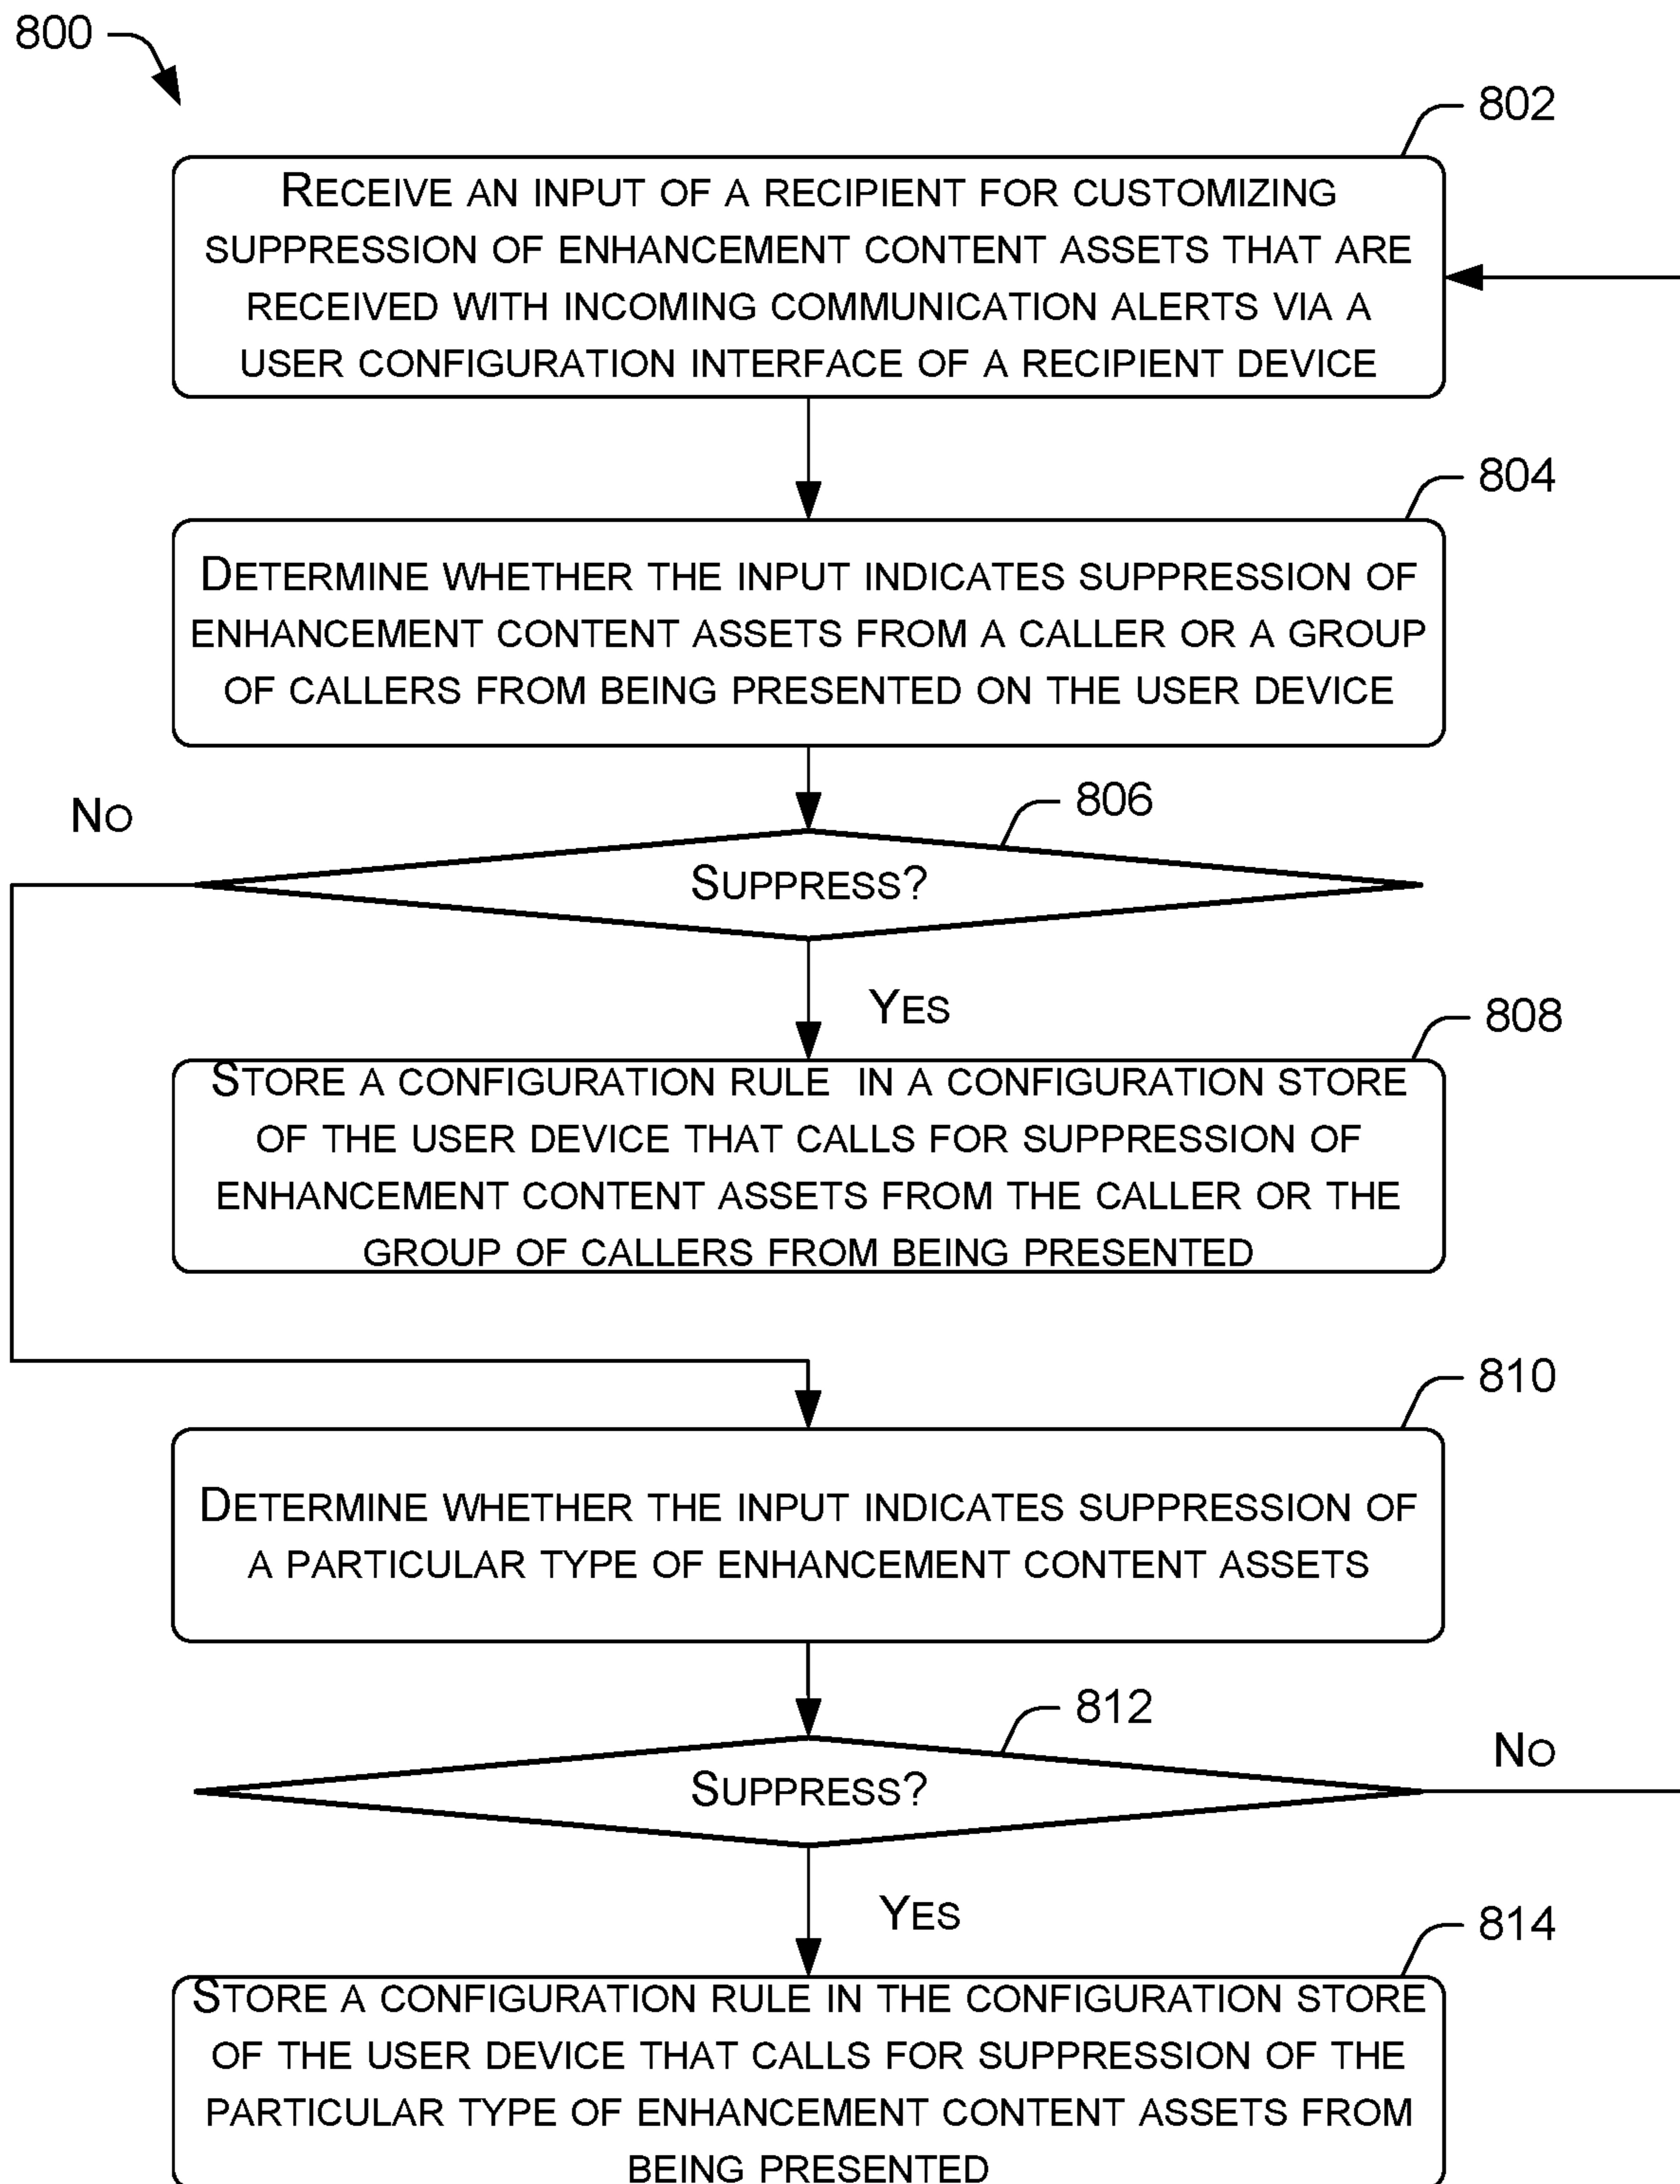 800
802
RECEIVE AN INPUT OF A RECIPIENT FOR CUSTOMIZING
SUPPRESSION OF ENHANCEMENT CONTENT ASSETS THAT ARE
RECEIVED WITH INCOMING COMMUNICATION ALERTS VIA A
USER CONFIGURATION INTERFACE OF A RECIPIENT DEVICE
804
DETERMINE WHETHER THE INPUT INDICATES SUPPRESSION OF
ENHANCEMENT CONTENT ASSETS FROM A CALLER OR A GROUP
OF CALLERS FROM BEING PRESENTED ON THE USER DEVICE
806
NO
SUPPRESS?
YES
808
STORE A CONFIGURATION RULE IN A CONFIGURATION STORE
OF THE USER DEVICE THAT CALLS FOR SUPPRESSION OF
ENHANCEMENT CONTENT ASSETS FROM THE CALLER OR THE
GROUP OF CALLERS FROM BEING PRESENTED
810
DETERMINE WHETHER THE INPUT INDICATES SUPPRESSION OF
A PARTICULAR TYPE OF ENHANCEMENT CONTENT ASSETS
812
NO
SUPPRESS?
YES
814
STORE A CONFIGURATION RULE IN THE CONFIGURATION STORE
OF THE USER DEVICE THAT CALLS FOR SUPPRESSION OF THE
PARTICULAR TYPE OF ENHANCEMENT CONTENT ASSETS FROM
BEING PRESENTED